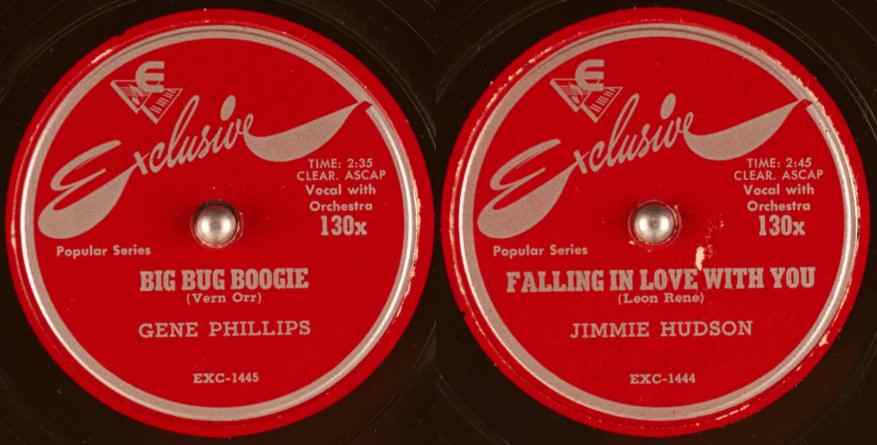 E
Exclusive
TIME: 2:35
CLEAR. ASCAP
Vocal with
Orchestra
130x
Popular Series
BIG BUG BOOGIE
(Vern Orr)
GENE PHILLIPS
EXC-1445
E
Exclusive
TIME: 2:45
CLEAR. ASCAP
Vocal with
Orchestra
130x
Popular Series
FALLING IN LOVE WITH YOU
(Leon Rene)
JIMMIE HUDSON
EXC-1444